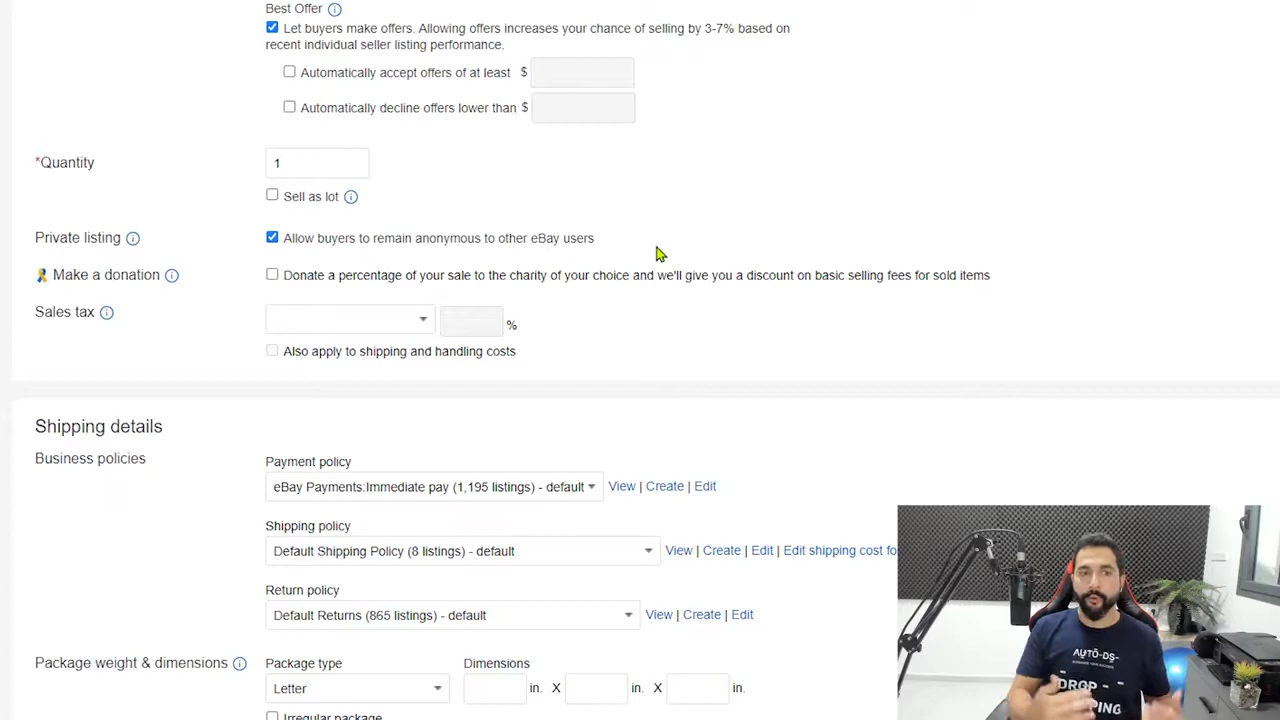 Best Offer
Let buyers make offers. Allowing offers increases your chance of selling by 3-7% based on
recent individual seller listing performance.
Automatically accept offers of at least $
Automatically decline offers lower than $
*Quantity 1
Sell as lot
Private listing Allow buyers to remain anonymous to other eBay users
Make a donation Donate a percentage of your sale to the charity of your choice and we'll give you a discount on basic selling fees for sold items
Sales tax %
Also apply to shipping and handling costs
Shipping details
Business policies
Payment policy
eBay Payments:Immediate pay (1,195 listings) - default View | Create | Edit
Shipping policy
Default Shipping Policy (8 listings) - default View | Create | Edit | Edit shipping cost fo
Return policy
Default Returns (865 listings) - default View | Create | Edit
Package weight & dimensions Package type Dimensions
Letter in. X in. X in.
Irregular package
AUTO-DS-
DROP
PPING